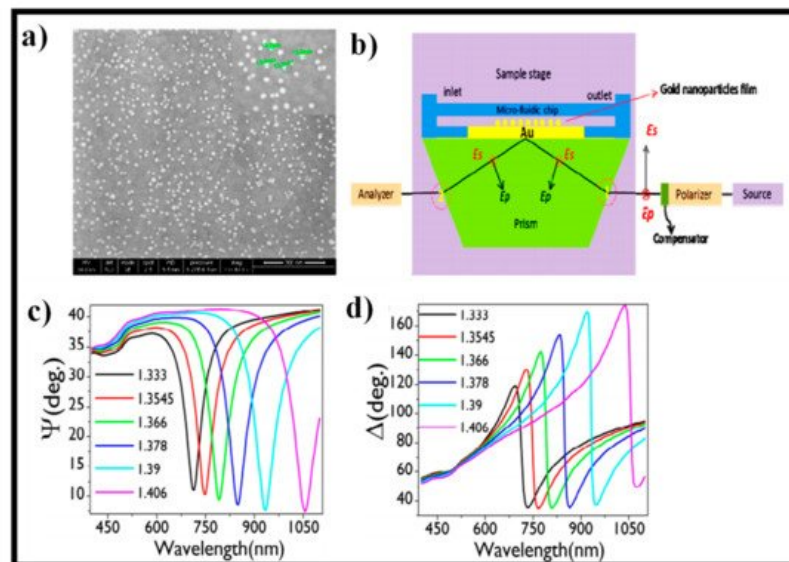 a)
b)
Sample stage
inlet
outlet
Micro-fluidic chip
Gold nanoparticles film
Au
Es
Es
Es
Ep
Ep
Ep
Analyzer
Polarizer
Source
Prism
Compensator
c)
40
35
30
25
20
15
10
Ψ(deg.)
1.333
1.3545
1.366
1.378
1.39
1.406
450 600 750 900 1050
Wavelength(nm)
d)
160
140
120
100
80
60
40
Δ(deg.)
1.333
1.3545
1.366
1.378
1.39
1.406
450 600 750 900 1050
Wavelength(nm)